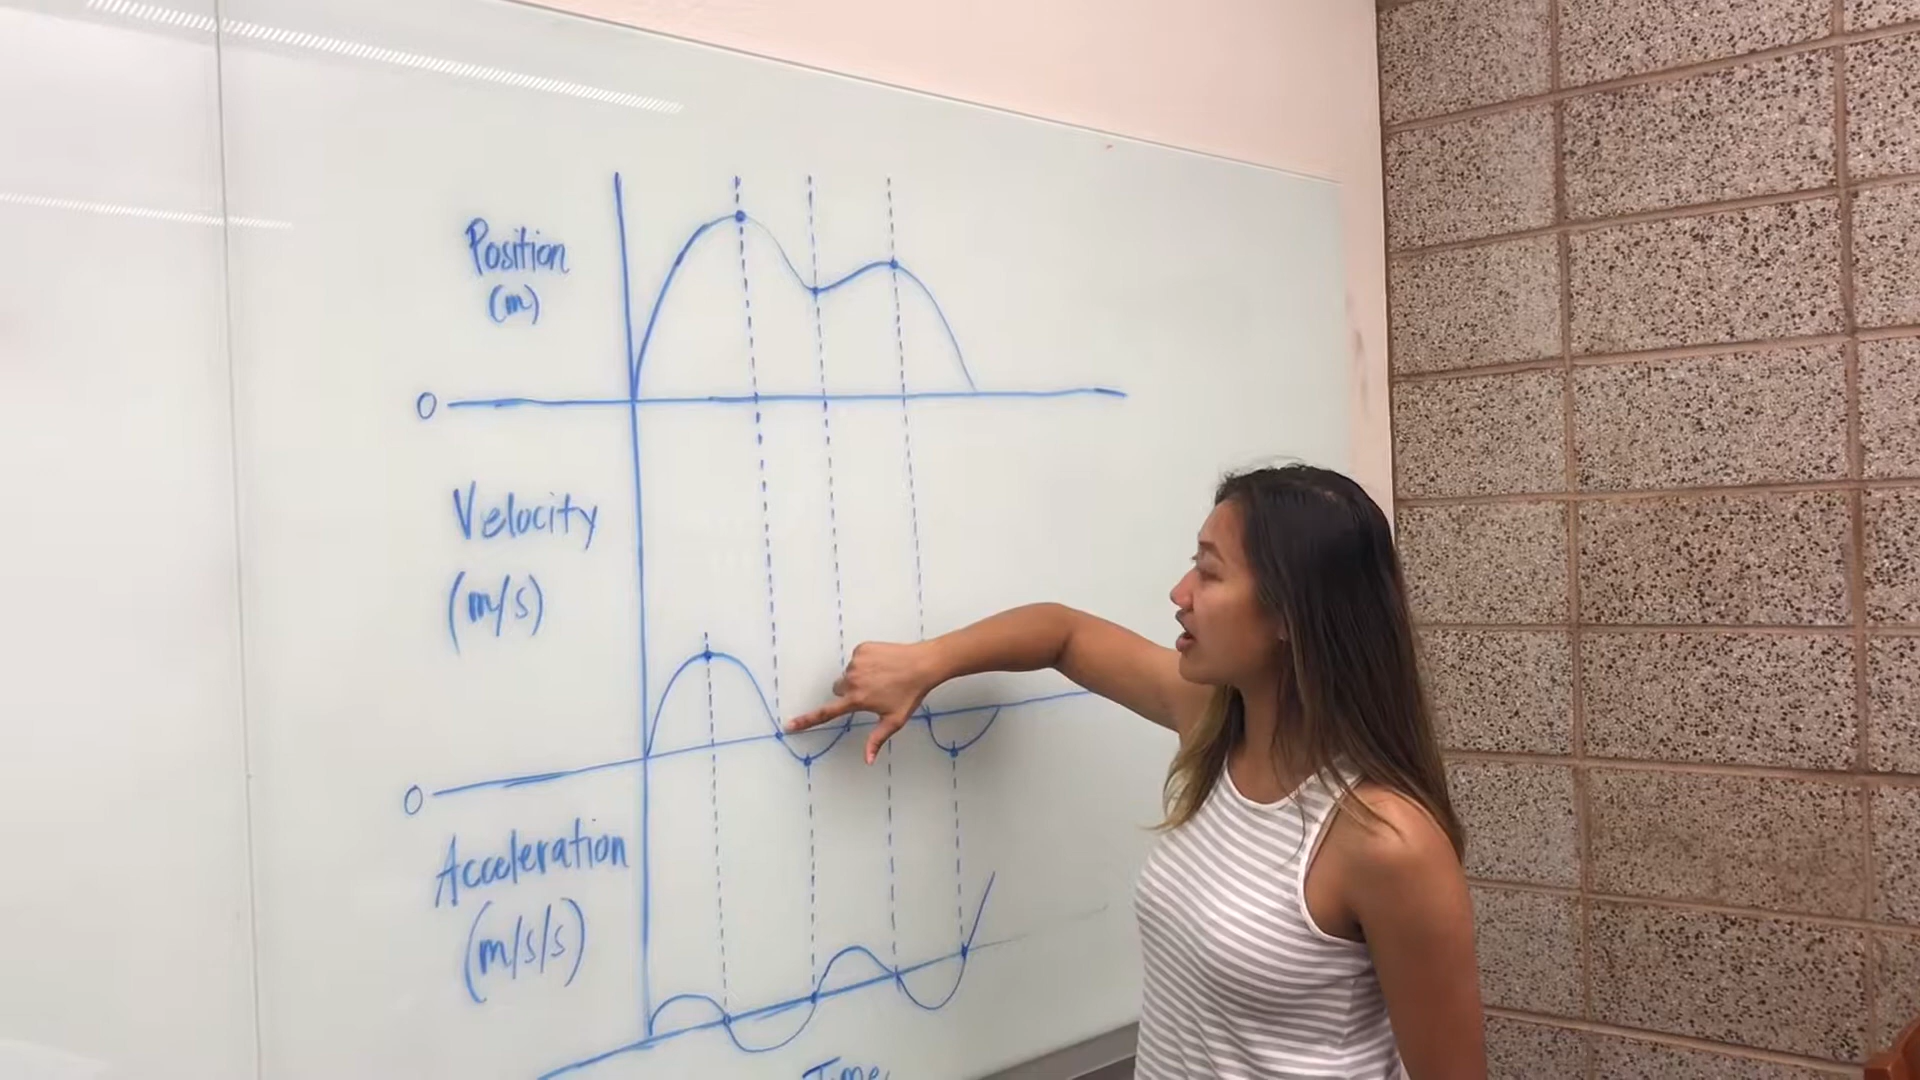 Position
(m)
0
Velocity
(m/s)
0
Acceleration
(m/s/s)
Time